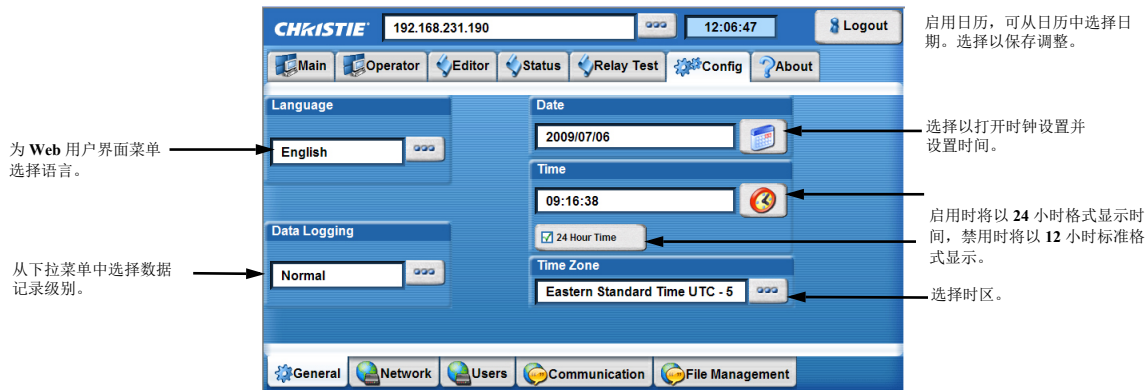 CHRISTIE
192.168.231.190
12:06:47
Logout
Main
Operator
Editor
Status
Relay Test
Config
About
Language
English
Data Logging
Normal
Date
2009/07/06
Time
09:16:38
24 Hour Time
Time Zone
Eastern Standard Time UTC - 5
General
Network
Users
Communication
File Management
为 Web 用户界面菜单
选择语言。
从下拉菜单中选择数据
记录级别。
启用日历，可从日历中选择日
期。选择以保存调整。
选择以打开时钟设置并
设置时间。
启用时将以 24 小时格式显示时
间，禁用时将以 12 小时标准格
式显示。
选择时区。